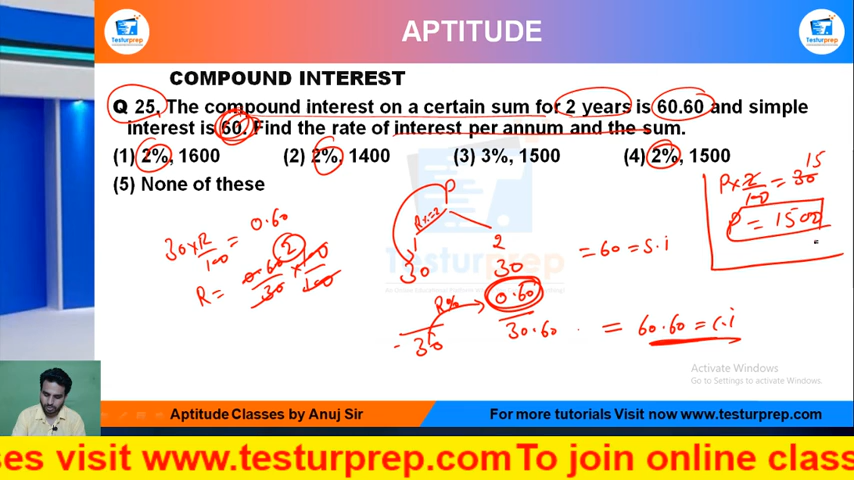 APTITUDE
Testurprep
Testurprep
COMPOUND INTEREST
Q 25. The compound interest on a certain sum for 2 years is 60.60 and simple
interest is 60. Find the rate of interest per annum and the sum.
(1) 2%, 1600 (2) 2%, 1400 (3) 3%, 1500 (4) 2%, 1500
(5) None of these
P
R%=2
1 2
30 30 = 60 = S.i
R% 0.60
30 30.60 = 60.60 = C.i
30×R/100 = 0.60
R = 0.60/30 × 100
2
P×2/100 = 30
15
P = 1500
Testurprep
Activate Windows
Go to Settings to activate Windows.
Aptitude Classes by Anuj Sir For more tutorials Visit now www.testurprep.com
es visit www.testurprep.com To join online class